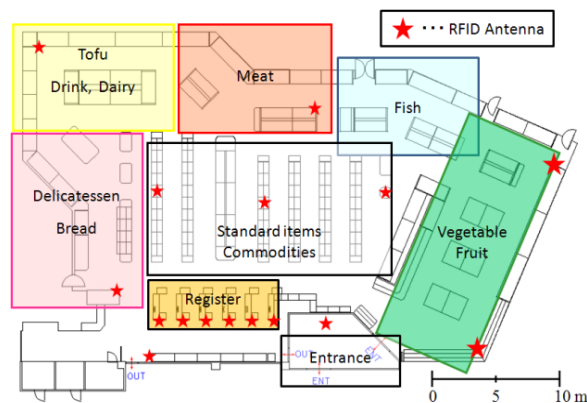 ★ ··· RFID Antenna
Tofu
Drink, Dairy
Meat
Fish
Delicatessen
Bread
Standard items
Commodities
Vegetable
Fruit
Register
Entrance
OUT
OUT
ENT
ENT
0
5
10 m